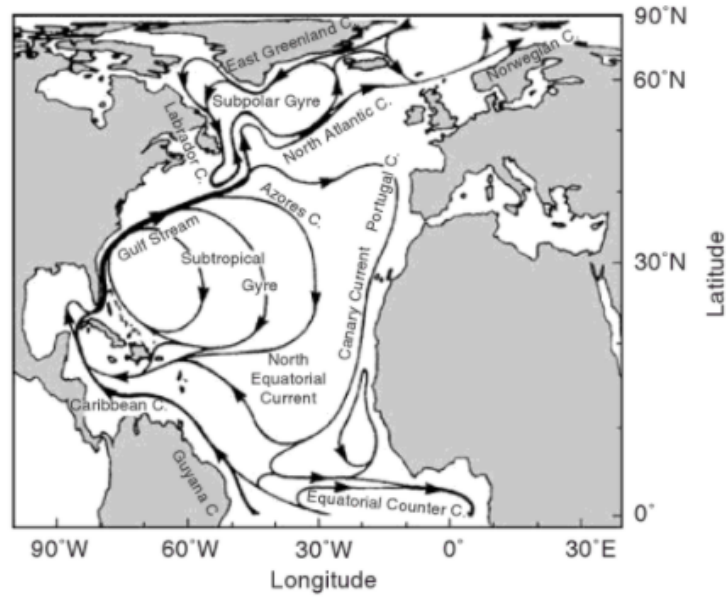 90°N
East Greenland C.
Norwegian C.
60°N
Subpolar Gyre
Labrador C.
North Atlantic C.
Azores C.
Portugal C.
Gulf Stream
Subtropical
Gyre
30°N
Latitude
Canary Current
North
Equatorial
Current
Caribbean C.
Guyana C
Equatorial Counter C.
0°
90°W
60°W
30°W
0°
30°E
Longitude